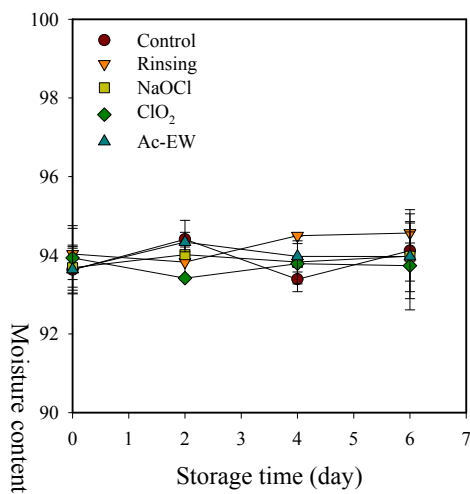 100
98
96
94
92
90
Moisture content
Control
Rinsing
NaOCl
ClO₂
Ac-EW
0 1 2 3 4 5 6 7
Storage time (day)